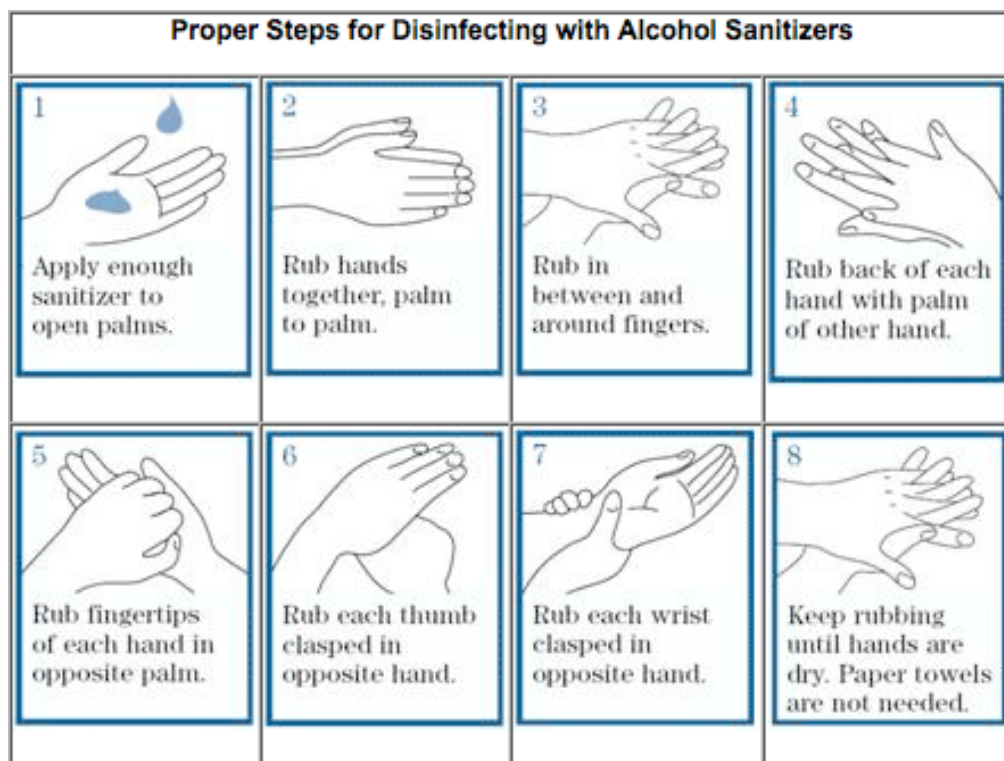 Proper Steps for Disinfecting with Alcohol Sanitizers
1
Apply enough
sanitizer to
open palms.
2
Rub hands
together, palm
to palm.
3
Rub in
between and
around fingers.
4
Rub back of each
hand with palm
of other hand.
5
Rub fingertips
of each hand in
opposite palm.
6
Rub each thumb
clasped in
opposite hand.
7
Rub each wrist
clasped in
opposite hand.
8
Keep rubbing
until hands are
dry. Paper towels
are not needed.